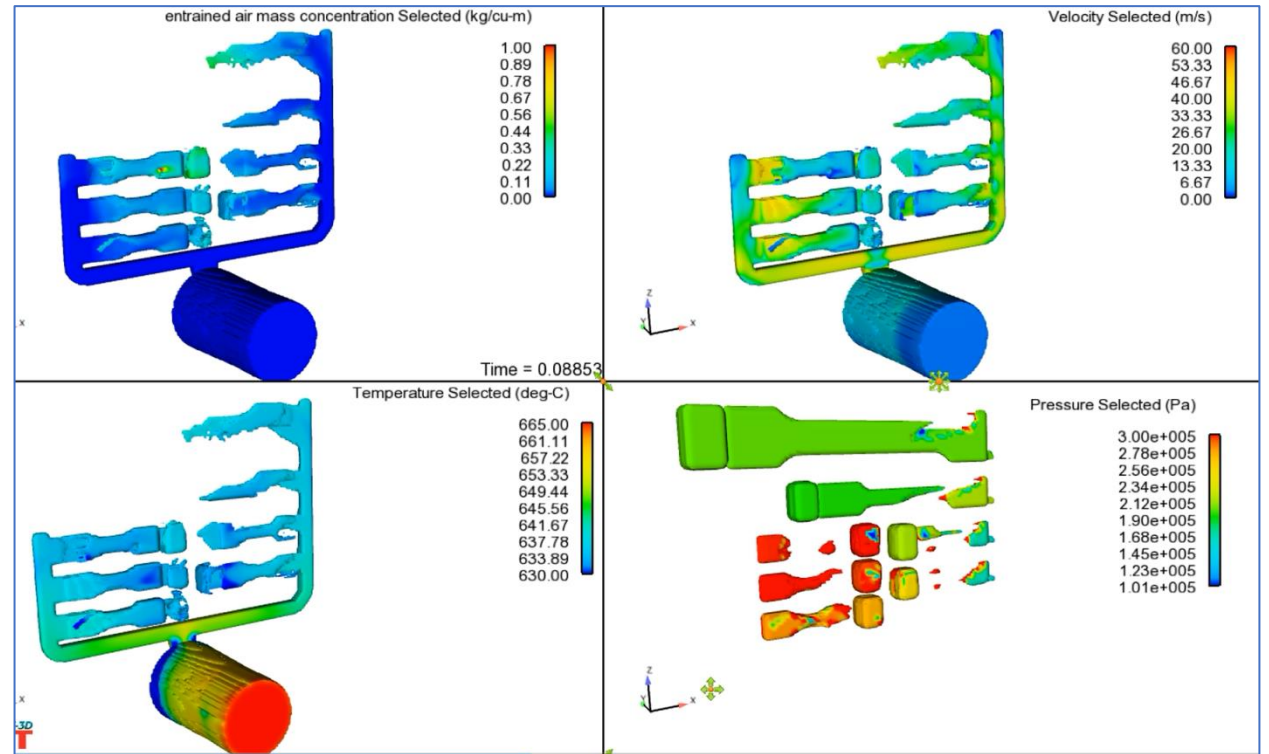 entrained air mass concentration Selected (kg/cu-m)
1.00
0.89
0.78
0.67
0.56
0.44
0.33
0.22
0.11
0.00
x
Time = 0.08853
Velocity Selected (m/s)
60.00
53.33
46.67
40.00
33.33
26.67
20.00
13.33
6.67
0.00
Z
Y
X
Temperature Selected (deg-C)
665.00
661.11
657.22
653.33
649.44
645.56
641.67
637.78
633.89
630.00
x
-3D
T
Pressure Selected (Pa)
3.00e+005
2.78e+005
2.56e+005
2.34e+005
2.12e+005
1.90e+005
1.68e+005
1.45e+005
1.23e+005
1.01e+005
Z
Y
X